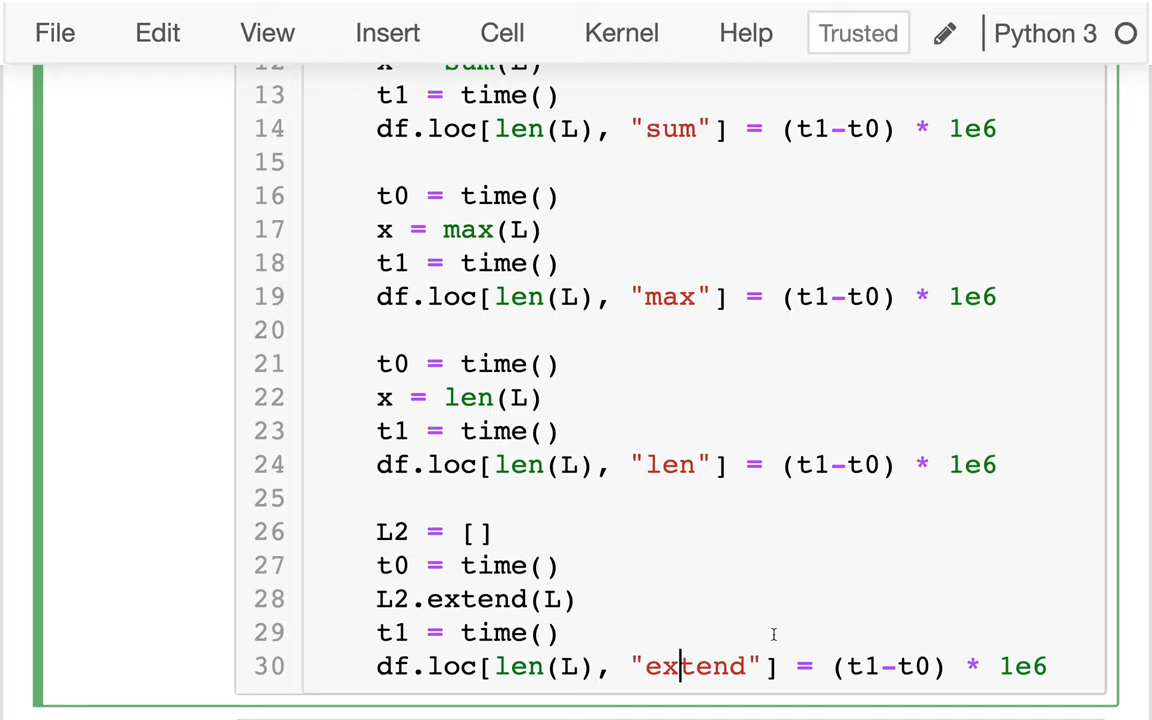 File Edit View Insert Cell Kernel Help Trusted Python 3
12 x = sum(L)
13 t1 = time()
14 df.loc[len(L), "sum"] = (t1-t0) * 1e6
15
16 t0 = time()
17 x = max(L)
18 t1 = time()
19 df.loc[len(L), "max"] = (t1-t0) * 1e6
20
21 t0 = time()
22 x = len(L)
23 t1 = time()
24 df.loc[len(L), "len"] = (t1-t0) * 1e6
25
26 L2 = []
27 t0 = time()
28 L2.extend(L)
29 t1 = time()
30 df.loc[len(L), "extend"] = (t1-t0) * 1e6